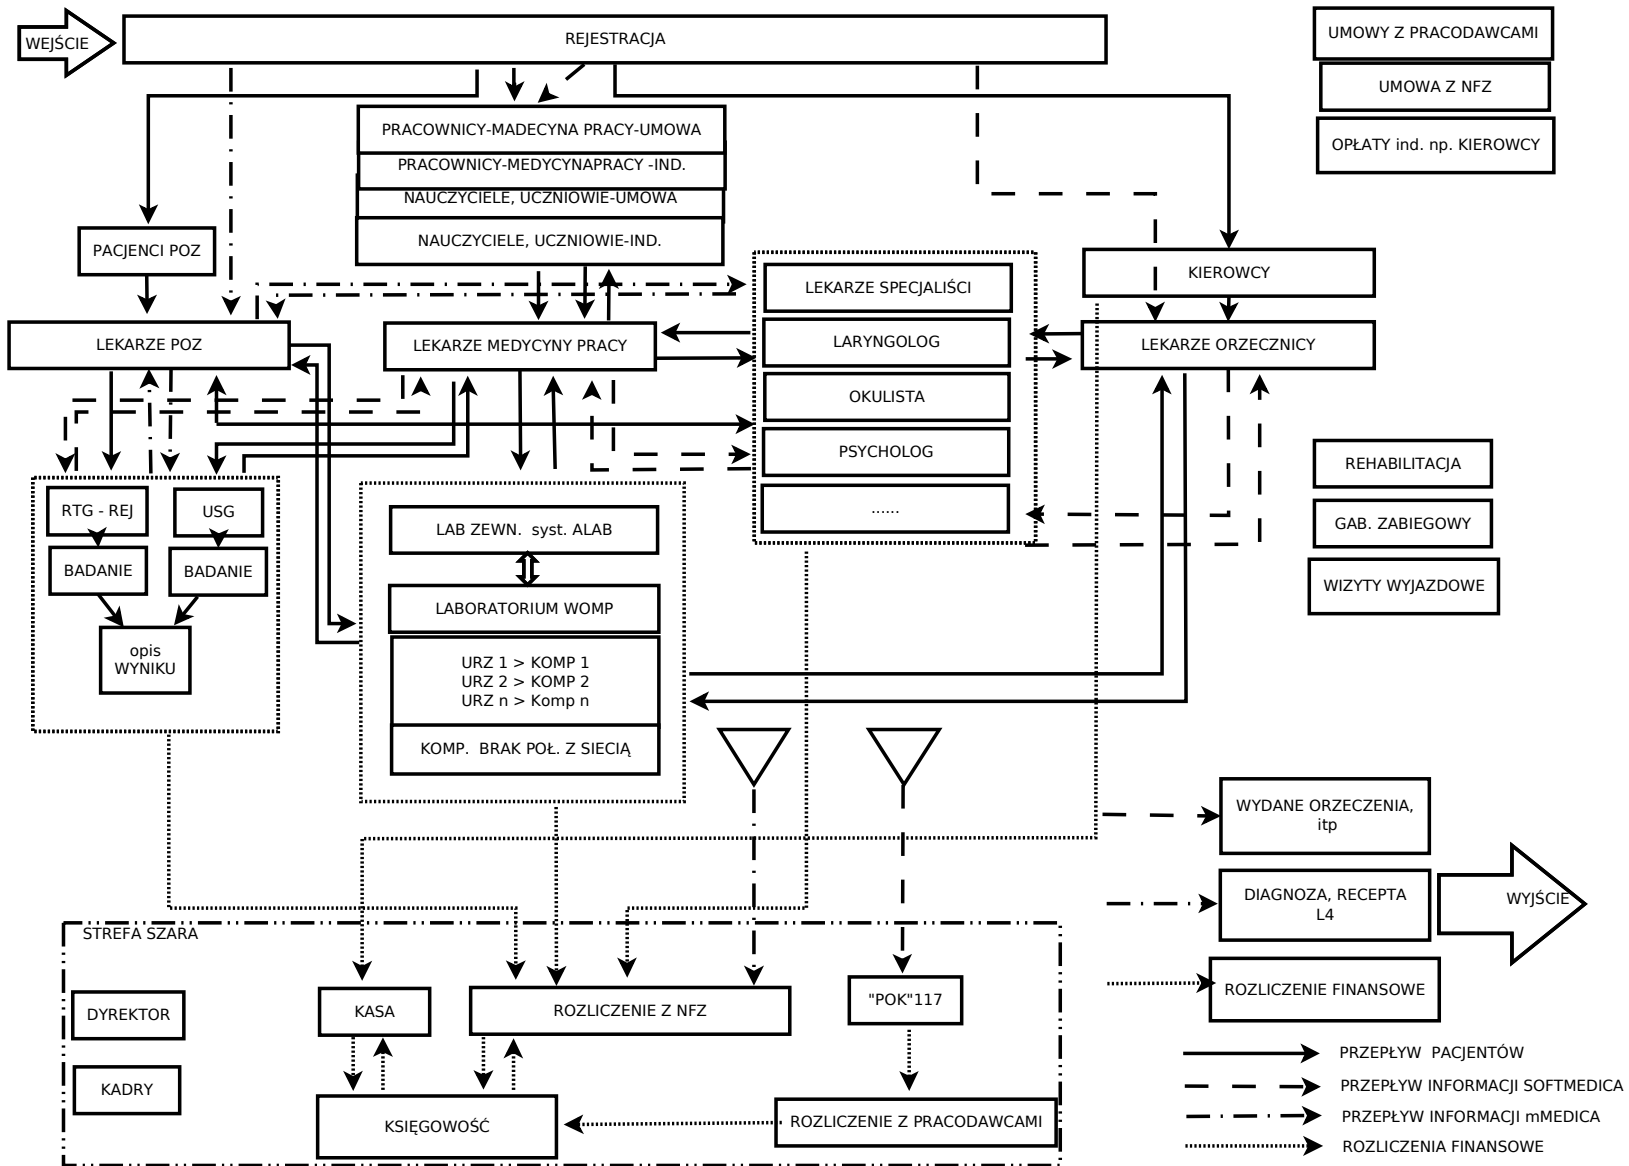 WEJŚCIE
REJESTRACJA
UMOWY Z PRACODAWCAMI
UMOWA Z NFZ
OPŁATY ind. np. KIEROWCY
PRACOWNICY-MADECYNA PRACY-UMOWA
PRACOWNICY-MEDYCYNAPRACY -IND.
NAUCZYCIELE, UCZNIOWIE-UMOWA
NAUCZYCIELE, UCZNIOWIE-IND.
PACJENCI POZ
KIEROWCY
LEKARZE POZ
LEKARZE MEDYCYNY PRACY
LEKARZE SPECJALIŚCI
LARYNGOLOG
OKULISTA
PSYCHOLOG
......
LEKARZE ORZECZNICY
REHABILITACJA
GAB. ZABIEGOWY
WIZYTY WYJAZDOWE
RTG - REJ
USG
BADANIE
BADANIE
opis
WYNIKU
LAB ZEWN.  syst. ALAB
LABORATORIUM WOMP
URZ 1 > KOMP 1
URZ 2 > KOMP 2
URZ n > Komp n
KOMP.  BRAK POŁ. Z SIECIĄ
WYDANE ORZECZENIA,
itp
DIAGNOZA, RECEPTA
L4
WYJŚCIE
ROZLICZENIE FINANSOWE
STREFA SZARA
DYREKTOR
KADRY
KASA
ROZLICZENIE Z NFZ
"POK"117
KSIĘGOWOŚĆ
ROZLICZENIE Z PRACODAWCAMI
PRZEPŁYW  PACJENTÓW
PRZEPŁYW INFORMACJI SOFTMEDICA
PRZEPŁYW INFORMACJI mMEDICA
ROZLICZENIA FINANSOWE